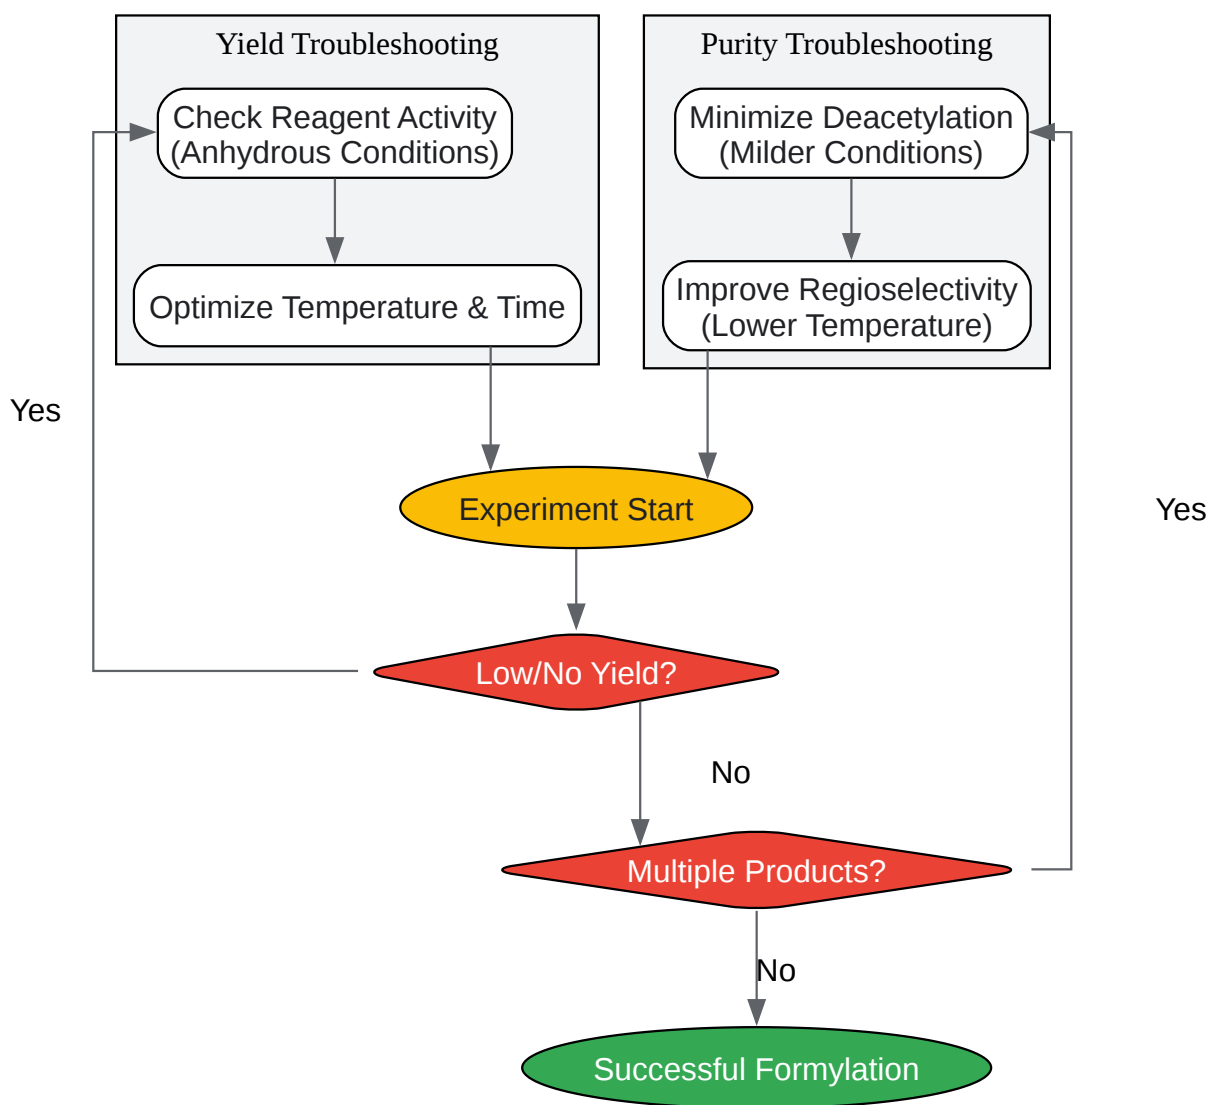 Yield Troubleshooting
Purity Troubleshooting
Check Reagent Activity
(Anhydrous Conditions)
Minimize Deacetylation
(Milder Conditions)
Optimize Temperature & Time
Improve Regioselectivity
(Lower Temperature)
Yes
Experiment Start
Yes
Low/No Yield?
No
Multiple Products?
No
Successful Formylation